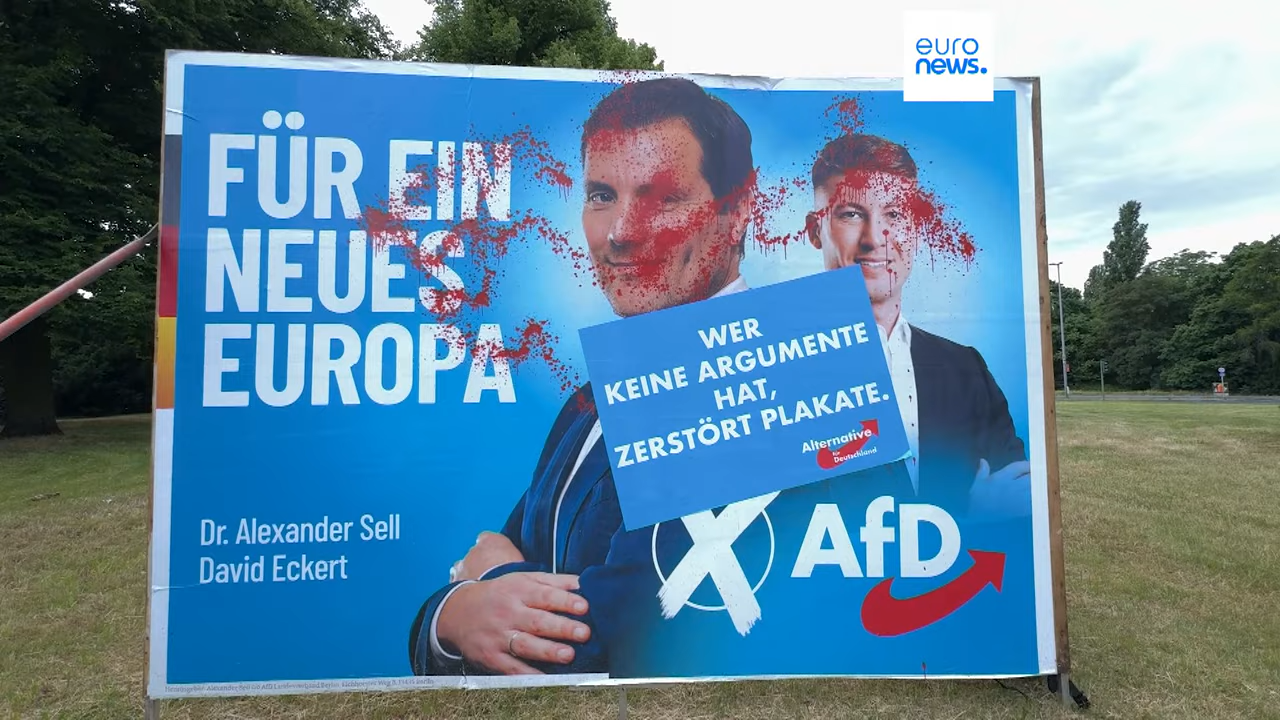 euro
news.
FÜR EIN
NEUES
EUROPA
WER
KEINE ARGUMENTE
HAT,
ZERSTÖRT PLAKATE.
Alternative
für
Deutschland
Dr. Alexander Sell
David Eckert
AfD